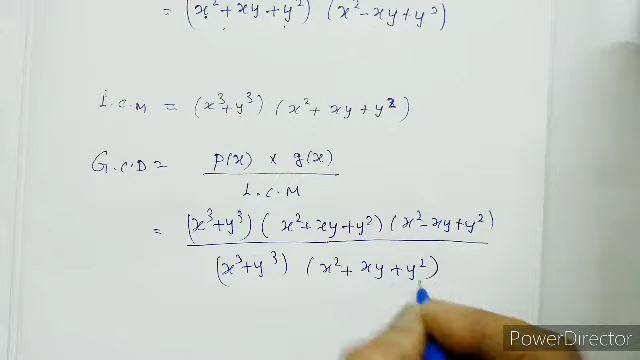 = (x² + xy + y²) (x² - xy + y²)
L.C.M = (x³ + y³) (x² + xy + y²)
G.C.D = p(x) × g(x)
L.C.M
= (x³ + y³) (x² + xy + y²) (x² - xy + y²)
(x³ + y³) (x² + xy + y²)
PowerDirector